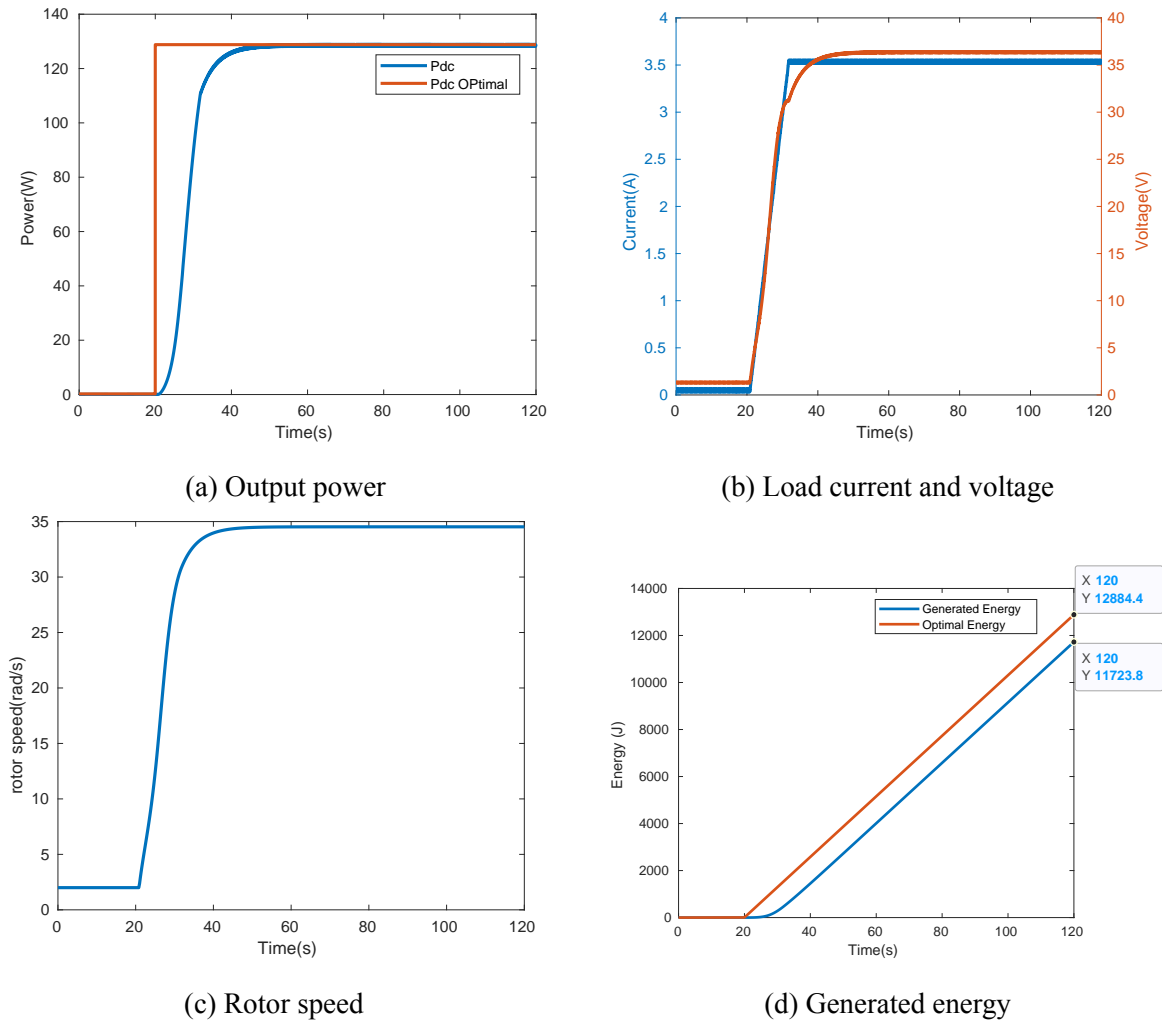 140
120
100
80
60
40
20
0
Power(W)
Pdc
Pdc OPtimal
0 20 40 60 80 100 120
Time(s)
(a) Output power
4
3.5
3
2.5
2
1.5
1
0.5
0
Current(A)
40
35
30
25
20
15
10
5
0
Voltage(V)
0 20 40 60 80 100 120
Time(s)
(b) Load current and voltage
35
30
25
20
15
10
5
0
rotor speed(rad/s)
0 20 40 60 80 100 120
Time(s)
(c) Rotor speed
14000
12000
10000
8000
6000
4000
2000
0
Energy (J)
Generated Energy
Optimal Energy
X 120
Y 12884.4
X 120
Y 11723.8
0 20 40 60 80 100 120
Time(s)
(d) Generated energy